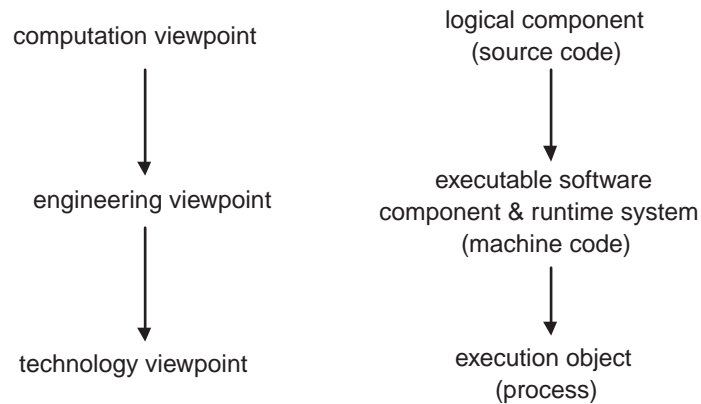 computation viewpoint
engineering viewpoint
technology viewpoint
logical component
(source code)
executable software
component & runtime system
(machine code)
execution object
(process)